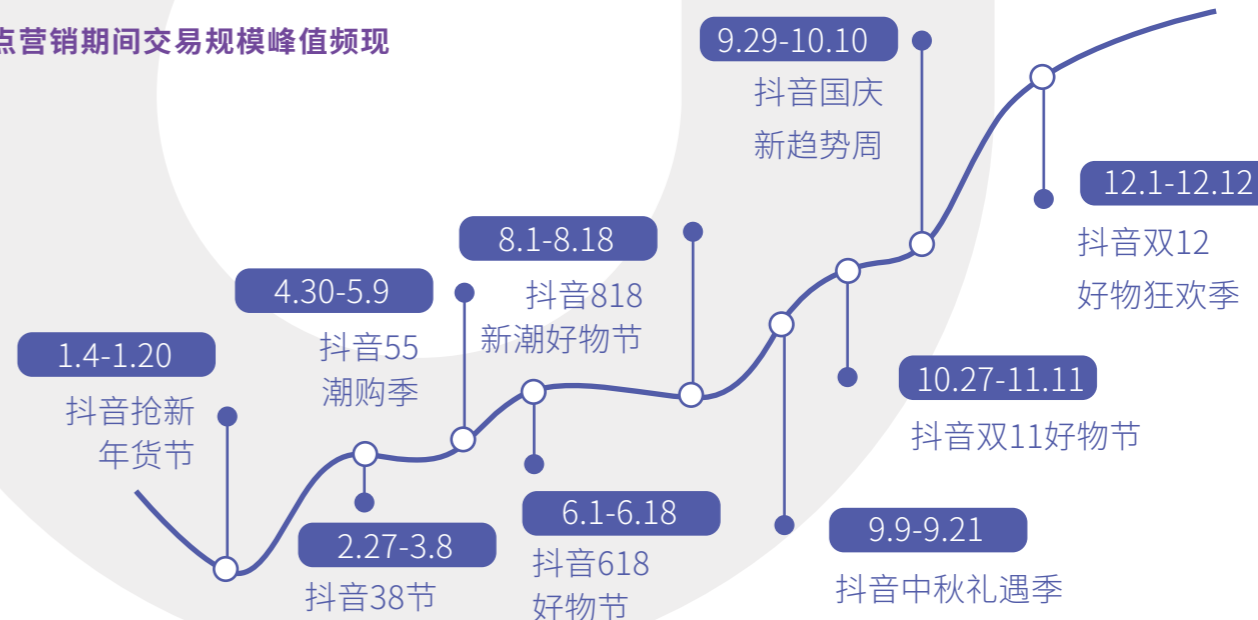 点营销期间交易规模峰值频现
1.4-1.20
抖音抢新
年货节
2.27-3.8
抖音38节
4.30-5.9
抖音55
潮购季
6.1-6.18
抖音618
好物节
8.1-8.18
抖音818
新潮好物节
9.9-9.21
抖音中秋礼遇季
9.29-10.10
抖音国庆
新趋势周
10.27-11.11
抖音双11好物节
12.1-12.12
抖音双12
好物狂欢季